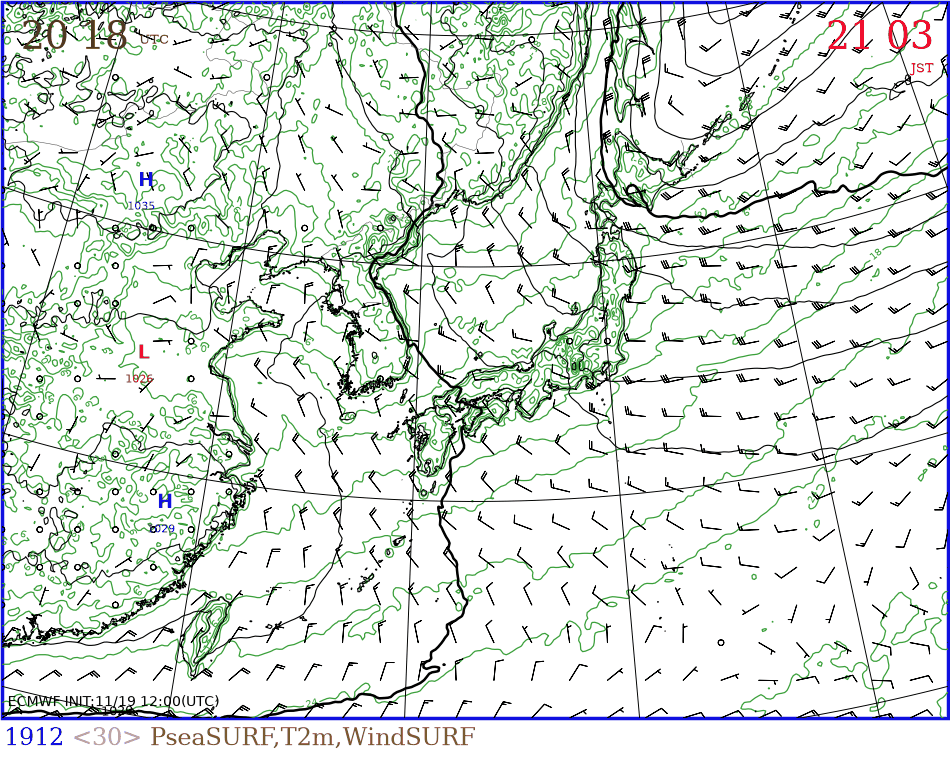 20 18 UTC
21 03
JST
H
1035
18
L
1026
H
1029
ECMWF INIT:11/19 12:00(UTC)
1912 <30> PseaSURF,T2m,WindSURF